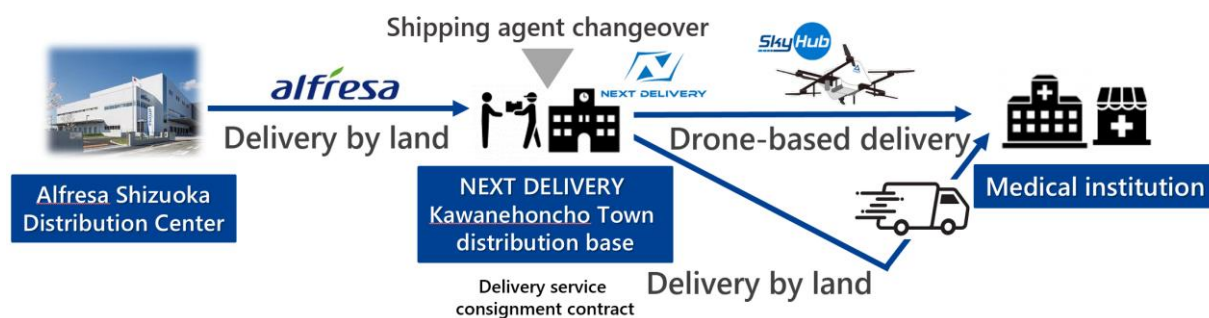 Shipping agent changeover
SkyHub
alfresa
NEXT DELIVERY
Delivery by land
Drone-based delivery
Alfresa Shizuoka
Distribution Center
NEXT DELIVERY
Kawanehoncho Town
distribution base
Medical institution
Delivery by land
Delivery service
consignment contract